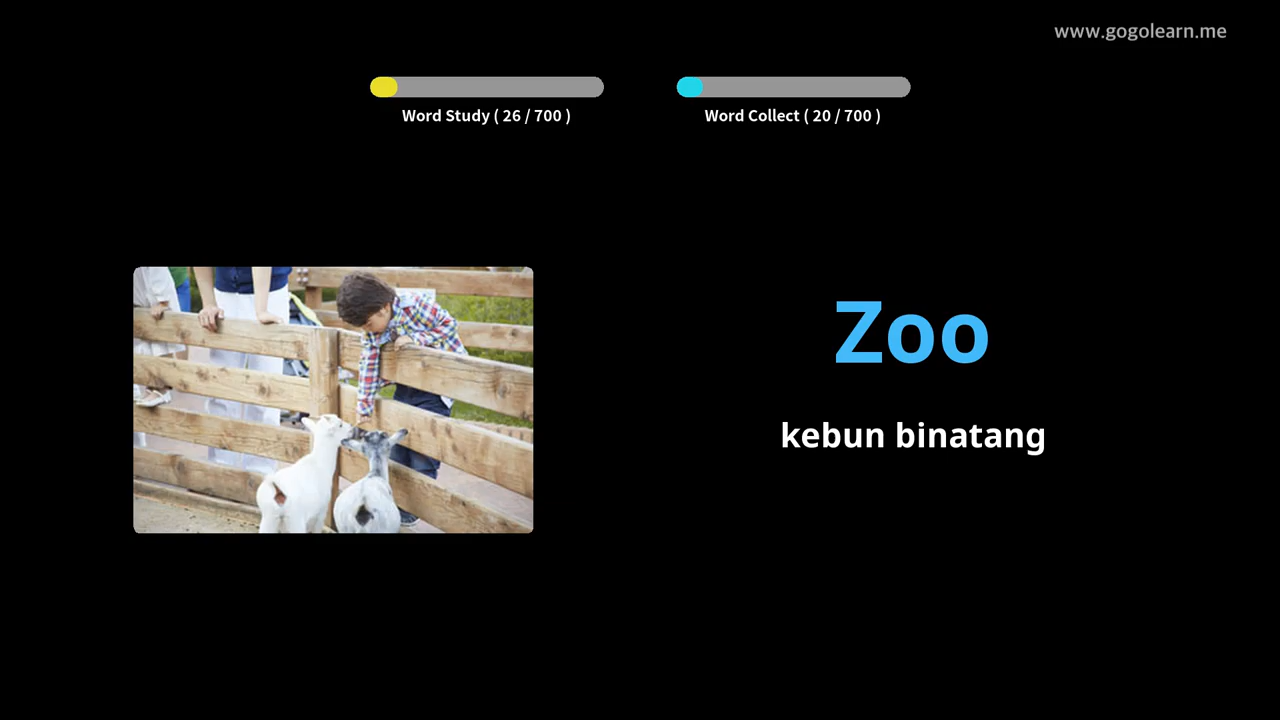 www.gogolearn.me
Word Study ( 26 / 700 )
Word Collect ( 20 / 700 )
Zoo
kebun binatang